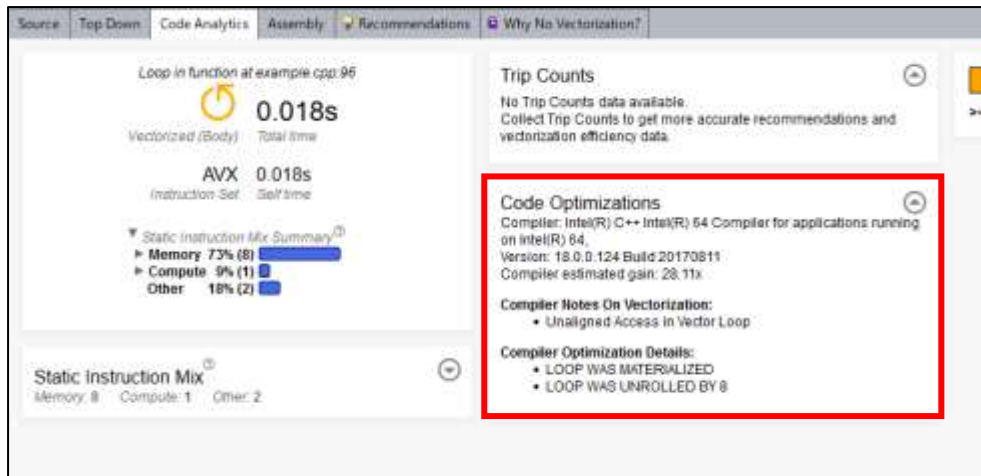 Source Top Down Code Analytics Assembly Recommendations Why No Vectorization?
Loop in function at example.cpp:96
0.018s
Vectorized (Body) Total time
AVX 0.018s
Instruction Set Self time
Static Instruction Mix Summary
Memory 73% (8)
Compute 9% (1)
Other 18% (2)
Static Instruction Mix
Memory: 8 Compute: 1 Other: 2
Trip Counts
No Trip Counts data available.
Collect Trip Counts to get more accurate recommendations and
vectorization efficiency data.
Code Optimizations
Compiler: Intel(R) C++ Intel(R) 64 Compiler for applications running
on Intel(R) 64,
Version: 18.0.0.124 Build 20170811
Compiler estimated gain: 28.11x
Compiler Notes On Vectorization:
• Unaligned Access in Vector Loop
Compiler Optimization Details:
• LOOP WAS MATERIALIZED
• LOOP WAS UNROLLED BY 8